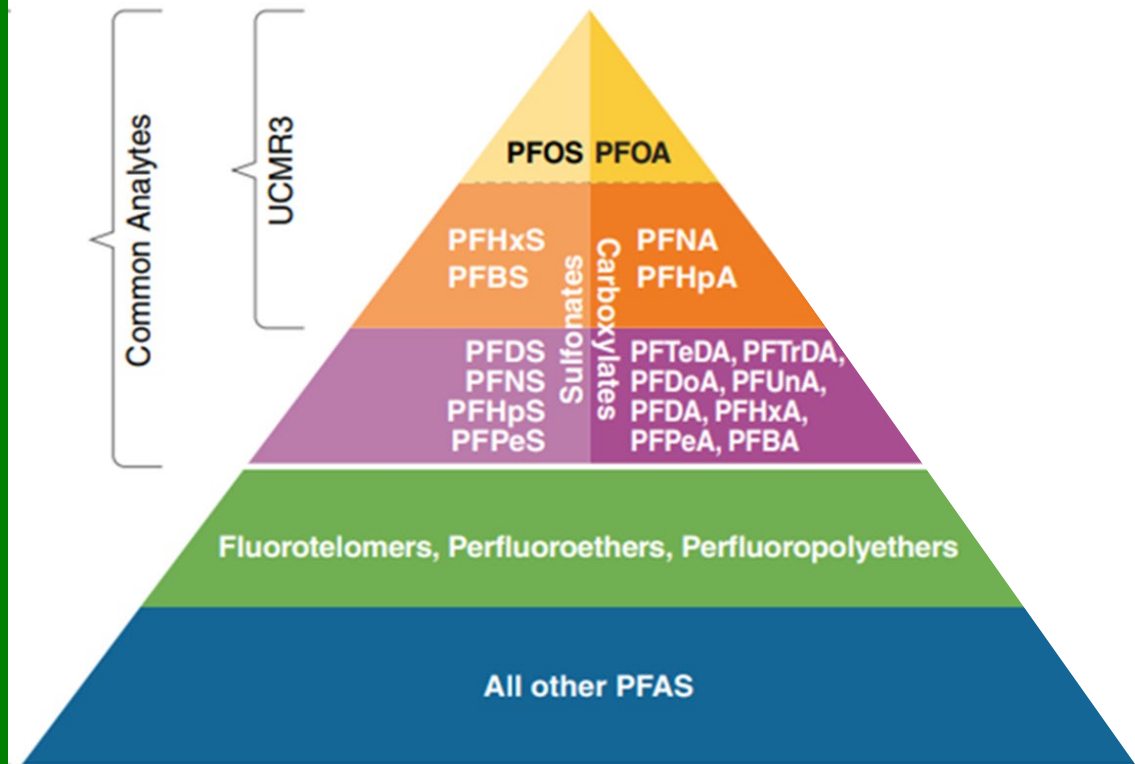 Common Analytes
UCMR3
PFOS PFOA
PFHxS
PFBS
PFNA
PFHpA
Sulfonates
Carboxylates
PFDS
PFNS
PFHpS
PFPeS
PFTeDA, PFTrDA,
PFDoA, PFUnA,
PFDA, PFHxA,
PFPeA, PFBA
Fluorotelomers, Perfluoroethers, Perfluoropolyethers
All other PFAS